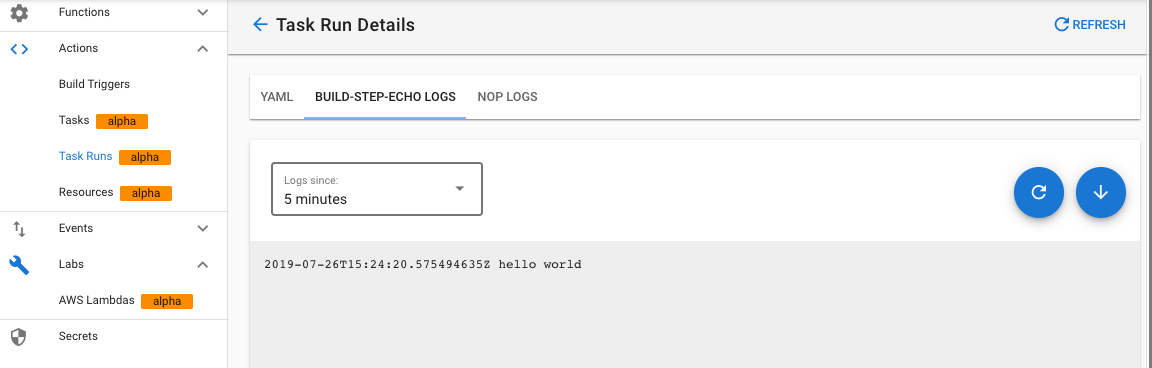 Functions
Actions
Build Triggers
Tasks alpha
Task Runs alpha
Resources alpha
Events
Labs
AWS Lambdas alpha
Secrets
Task Run Details
REFRESH
YAML BUILD-STEP-ECHO LOGS NOP LOGS
Logs since:
5 minutes
2019-07-26T15:24:20.575494635Z hello world